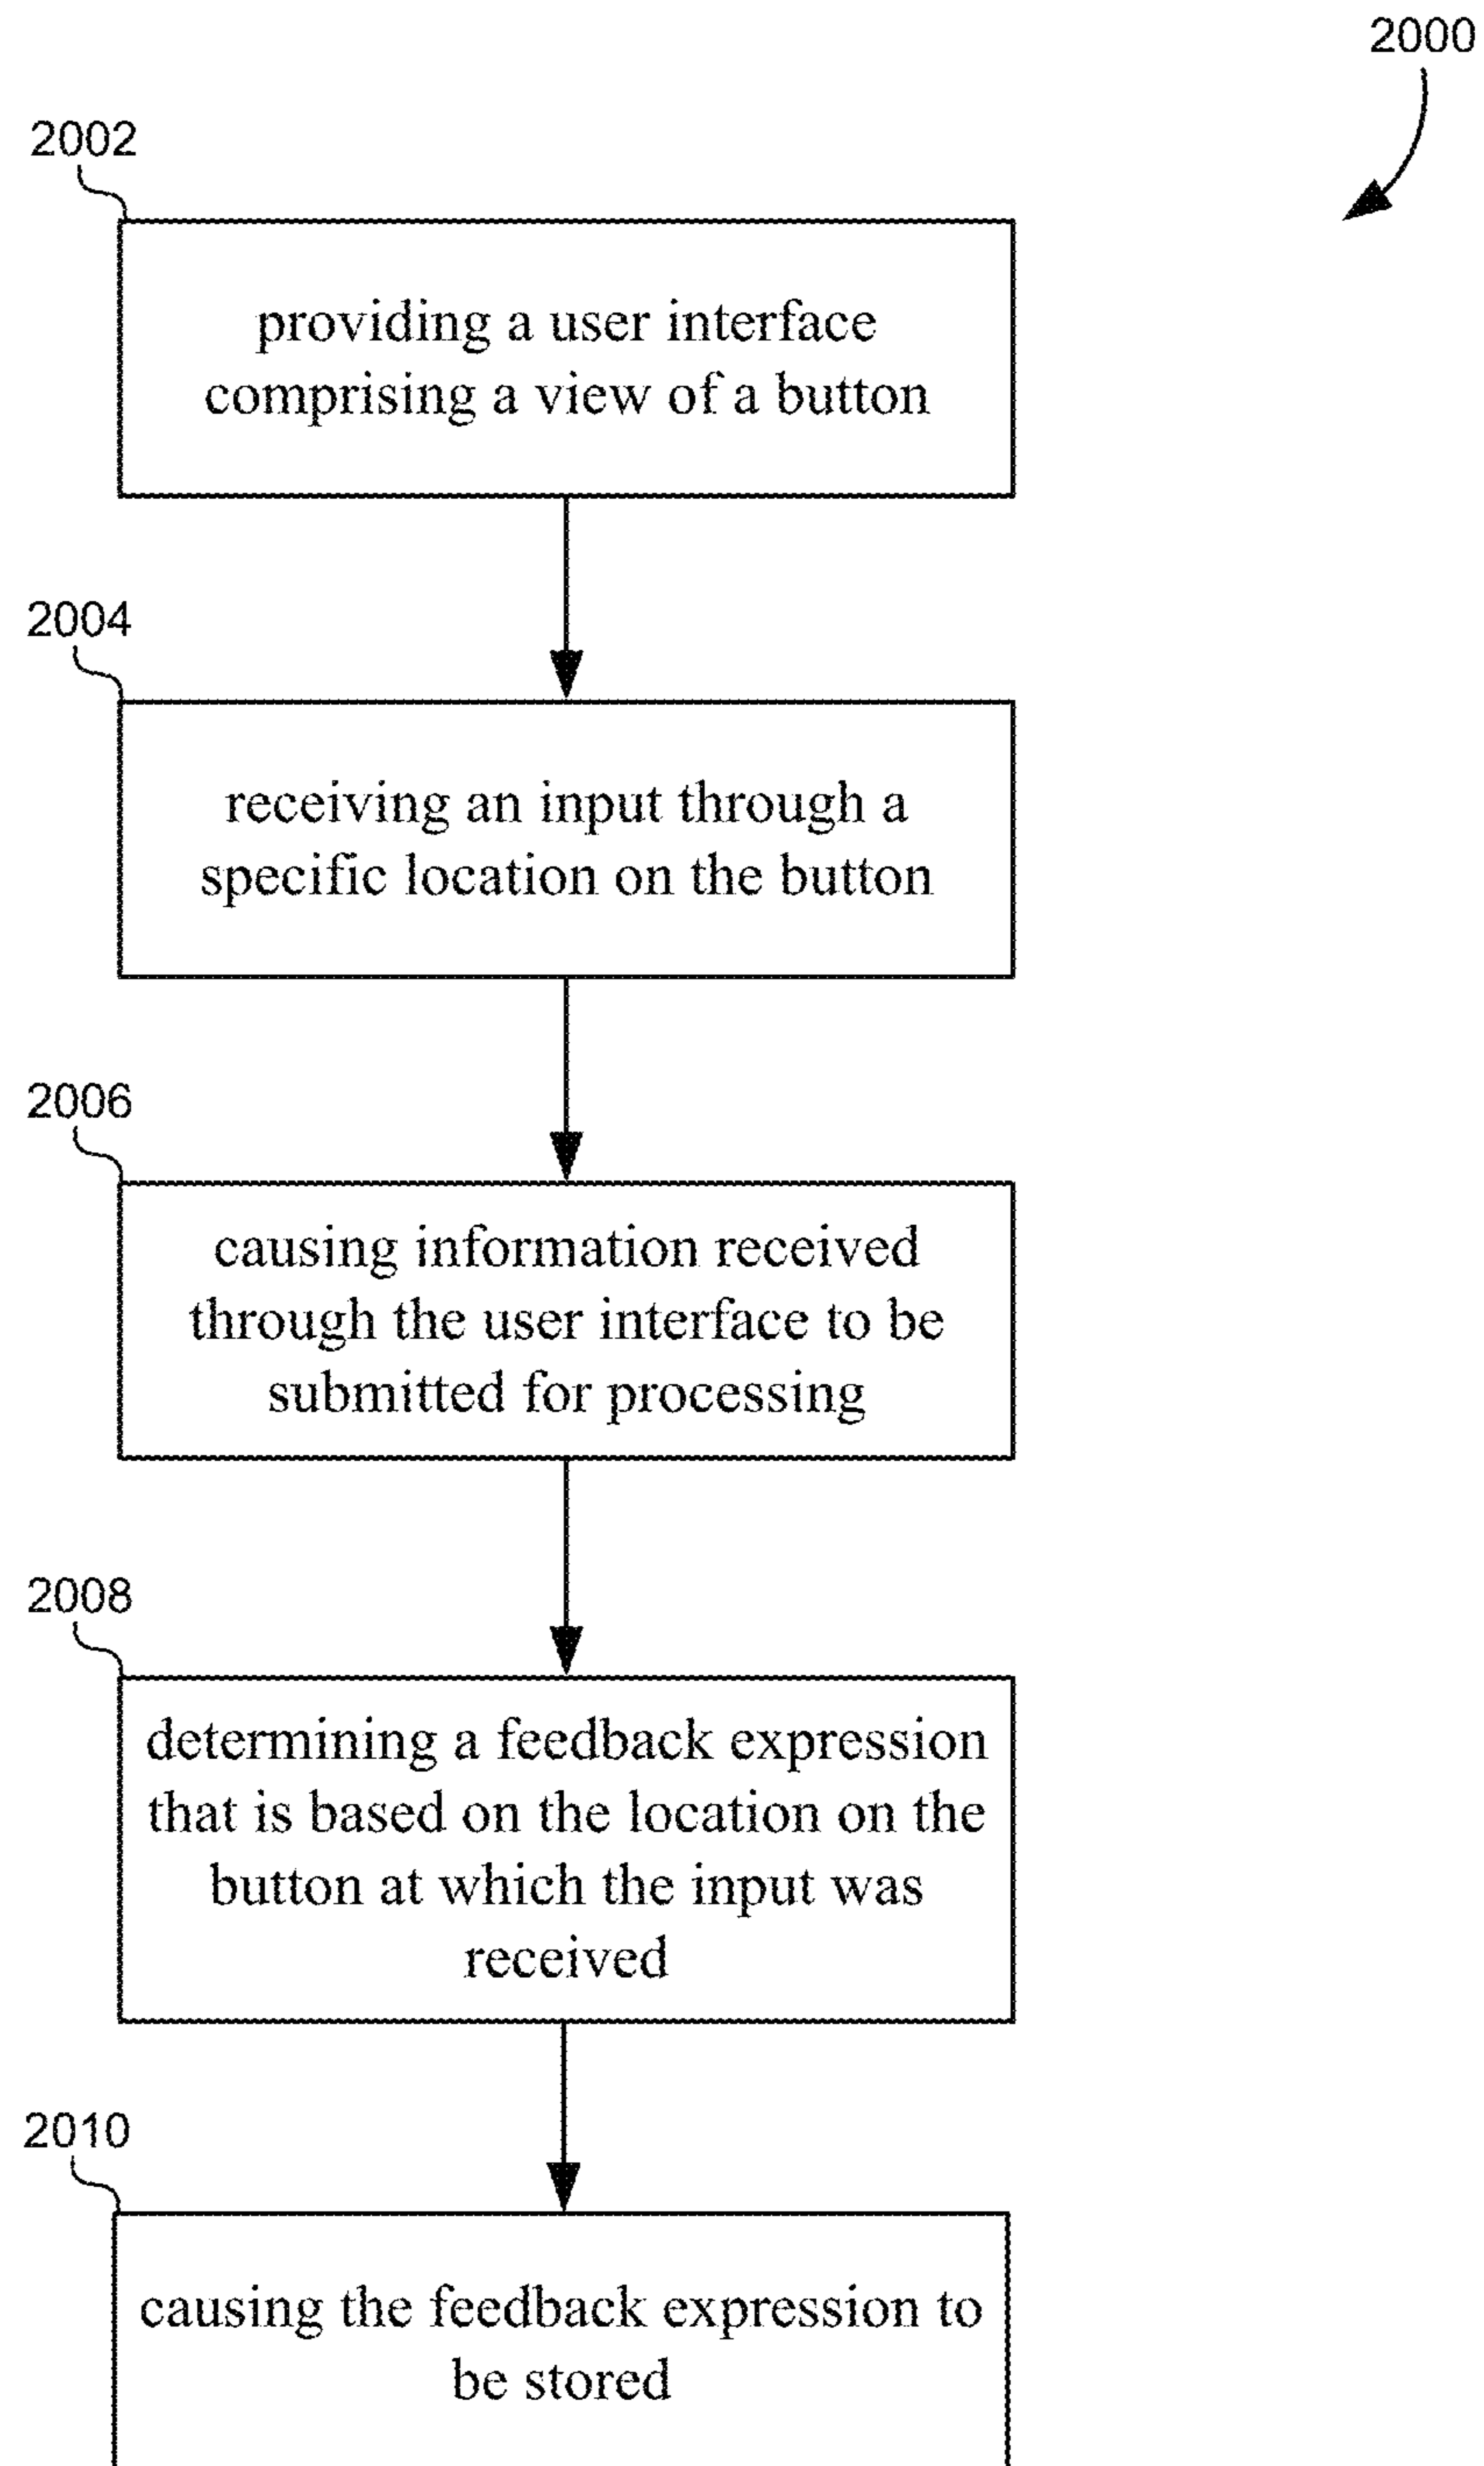 2000
2002
providing a user interface
comprising a view of a button
2004
receiving an input through a
specific location on the button
2006
causing information received
through the user interface to be
submitted for processing
2008
determining a feedback expression
that is based on the location on the
button at which the input was
received
2010
causing the feedback expression to
be stored